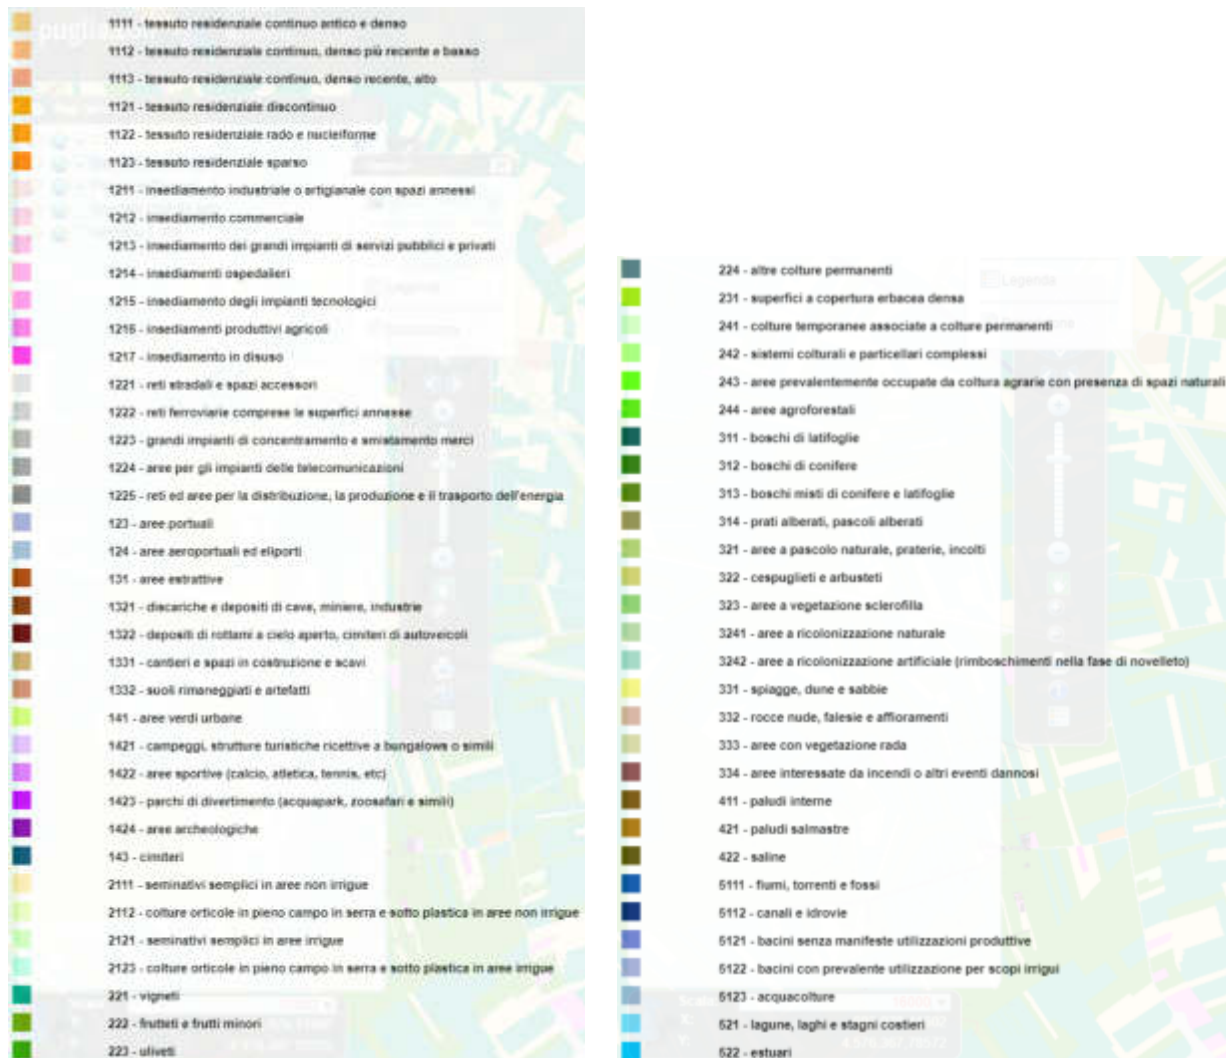 1111 - tessuto residenziale continuo antico e denso
1112 - tessuto residenziale continuo, denso più recente e basso
1113 - tessuto residenziale continuo, denso recente, alto
1121 - tessuto residenziale discontinuo
1122 - tessuto residenziale rado e nucleiforme
1123 - tessuto residenziale sparso
1211 - insediamento industriale o artigianale con spazi annessi
1212 - insediamento commerciale
1213 - insediamento dei grandi impianti di servizi pubblici e privati
1214 - insediamenti ospedalieri
1215 - insediamento degli impianti tecnologici
1216 - insediamenti produttivi agricoli
1217 - insediamento in disuso
1221 - reti stradali e spazi accessori
1222 - reti ferroviarie comprese le superfici annesse
1223 - grandi impianti di concentramento e smistamento merci
1224 - aree per gli impianti delle telecomunicazioni
1225 - reti ed aree per la distribuzione, la produzione e il trasporto dell'energia
123 - aree portuali
124 - aree aeroportuali ed eliporti
131 - aree estrattive
1321 - discariche e depositi di cave, miniere, industrie
1322 - depositi di rottami a cielo aperto, cimiteri di autoveicoli
1331 - cantieri e spazi in costruzione e scavi
1332 - suoli rimaneggiati e artefatti
141 - aree verdi urbane
1421 - campeggi, strutture turistiche ricettive a bungalows o simili
1422 - aree sportive (calcio, atletica, tennis, etc)
1423 - parchi di divertimento (acquapark, zoosafari e simili)
1424 - aree archeologiche
143 - cimiteri
2111 - seminativi semplici in aree non irrigue
2112 - colture orticole in pieno campo in serra e sotto plastica in aree non irrigue
2121 - seminativi semplici in aree irrigue
2123 - colture orticole in pieno campo in serra e sotto plastica in aree irrigue
221 - vigneti
222 - frutteti e frutti minori
223 - uliveti
224 - altre colture permanenti
231 - superfici a copertura erbacea densa
241 - colture temporanee associate a colture permanenti
242 - sistemi colturali e particellari complessi
243 - aree prevalentemente occupate da coltura agrarie con presenza di spazi naturali
244 - aree agroforestali
311 - boschi di latifoglie
312 - boschi di conifere
313 - boschi misti di conifere e latifoglie
314 - prati alberati, pascoli alberati
321 - aree a pascolo naturale, praterie, incolti
322 - cespuglieti e arbusteti
323 - aree a vegetazione sclerofilla
3241 - aree a ricolonizzazione naturale
3242 - aree a ricolonizzazione artificiale (rimboschimenti nella fase di novelleto)
331 - spiagge, dune e sabbie
332 - rocce nude, falesie e affioramenti
333 - aree con vegetazione rada
334 - aree interessate da incendi o altri eventi dannosi
411 - paludi interne
421 - paludi salmastre
422 - saline
5111 - fiumi, torrenti e fossi
5112 - canali e idrovie
5121 - bacini senza manifeste utilizzazioni produttive
5122 - bacini con prevalente utilizzazione per scopi irrigui
5123 - acquacolture
521 - lagune, laghi e stagni costieri
522 - estuari